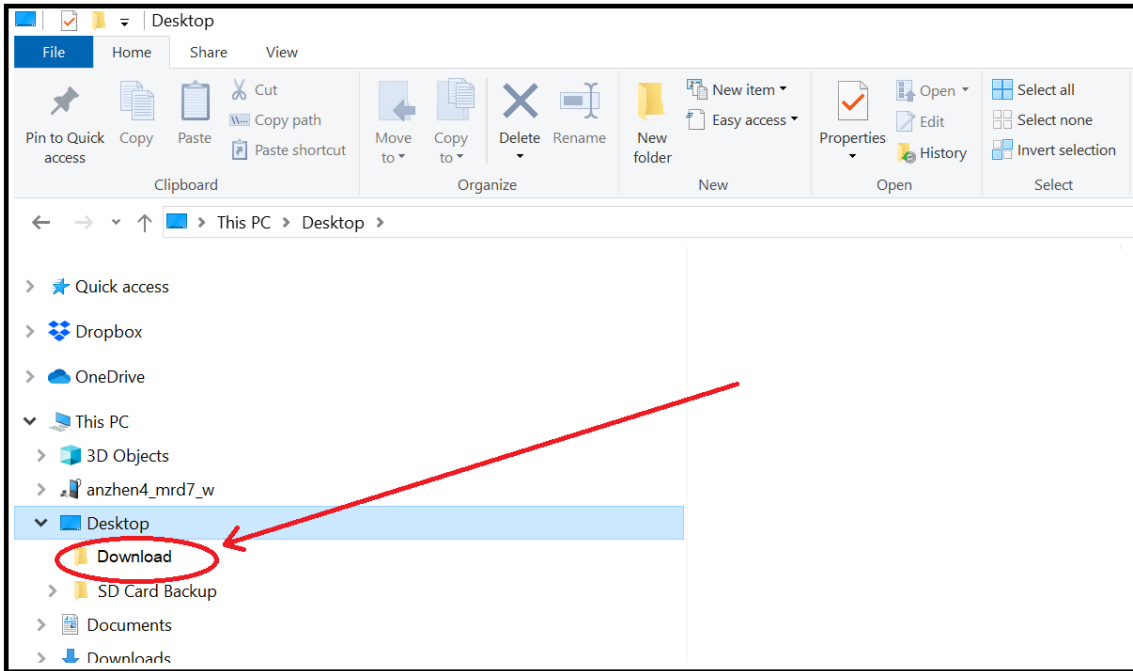 Desktop
File Home Share View
Pin to Quick access
Copy
Paste
Cut
Copy path
Paste shortcut
Move to
Copy to
Delete
Rename
New folder
New item
Easy access
Properties
Open
Edit
History
Select all
Select none
Invert selection
Clipboard Organize New Open Select
This PC > Desktop >
Quick access
Dropbox
OneDrive
This PC
3D Objects
anzhen4_mrd7_w
Desktop
Download
SD Card Backup
Documents
Downloads